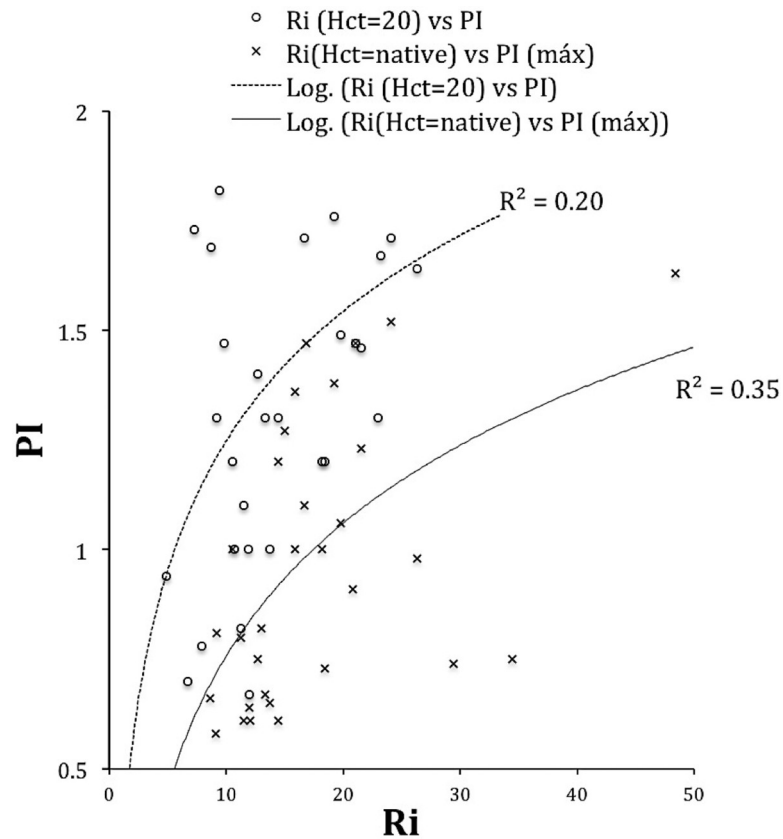 Ri (Hct=20) vs PI
Ri(Hct=native) vs PI (máx)
Log. (Ri (Hct=20) vs PI)
Log. (Ri(Hct=native) vs PI (máx))
2
R² = 0.20
1.5
R² = 0.35
PI
1
0.5
0 10 20 30 40 50
Ri